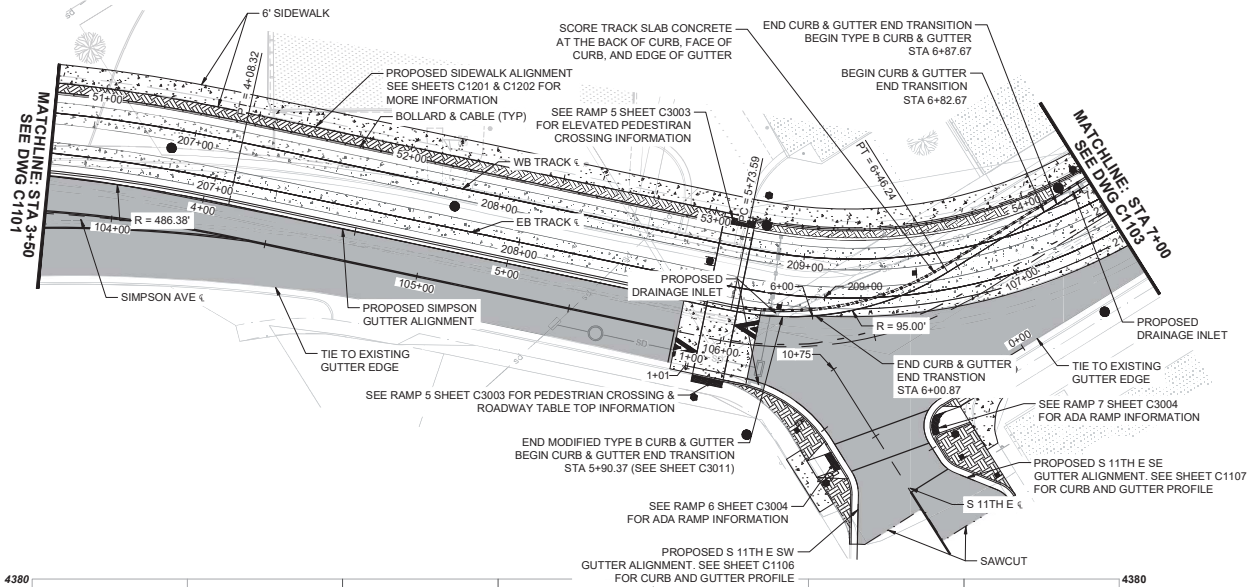 6' SIDEWALK
SCORE TRACK SLAB CONCRETE
AT THE BACK OF CURB, FACE OF
CURB, AND EDGE OF GUTTER
END CURB & GUTTER END TRANSITION
BEGIN TYPE B CURB & GUTTER
STA 6+87.67
BEGIN CURB & GUTTER
END TRANSITION
STA 6+82.67
PROPOSED SIDEWALK ALIGNMENT
SEE SHEETS C1201 & C1202 FOR
MORE INFORMATION
BOLLARD & CABLE (TYP)
SEE RAMP 5 SHEET C3003
FOR ELEVATED PEDESTIRAN
CROSSING INFORMATION
MATCHLINE: STA 3+50
SEE DWG C1101
MATCHLINE: STA 7+00
SEE DWG C1103
= 4+08.32
= 5+73.59
PT = 6+46.24
51+00
52+00
53+00
54+00
WB TRACK ℄
EB TRACK ℄
207+00
207+00
208+00
208+00
209+00
209+00
4+00
5+00
6+00
R = 486.38'
104+00
105+00
106+00
107+00
SIMPSON AVE ℄
PROPOSED SIMPSON
GUTTER ALIGNMENT
PROPOSED
DRAINAGE INLET
R = 95.00'
PROPOSED
DRAINAGE INLET
0+00
TIE TO EXISTING
GUTTER EDGE
TIE TO EXISTING
GUTTER EDGE
SD
1+00
1+01
10+75
END CURB & GUTTER
END TRANSTION
STA 6+00.87
SEE RAMP 5 SHEET C3003 FOR PEDESTRIAN CROSSING &
ROADWAY TABLE TOP INFORMATION
SEE RAMP 7 SHEET C3004
FOR ADA RAMP INFORMATION
END MODIFIED TYPE B CURB & GUTTER
BEGIN CURB & GUTTER END TRANSITION
STA 5+90.37 (SEE SHEET C3011)
PROPOSED S 11TH E SE
GUTTER ALIGNMENT. SEE SHEET C1107
FOR CURB AND GUTTER PROFILE
SEE RAMP 6 SHEET C3004
FOR ADA RAMP INFORMATION
S 11TH E ℄
SAWCUT
PROPOSED S 11TH E SW
GUTTER ALIGNMENT. SEE SHEET C1106
FOR CURB AND GUTTER PROFILE
4380
4380